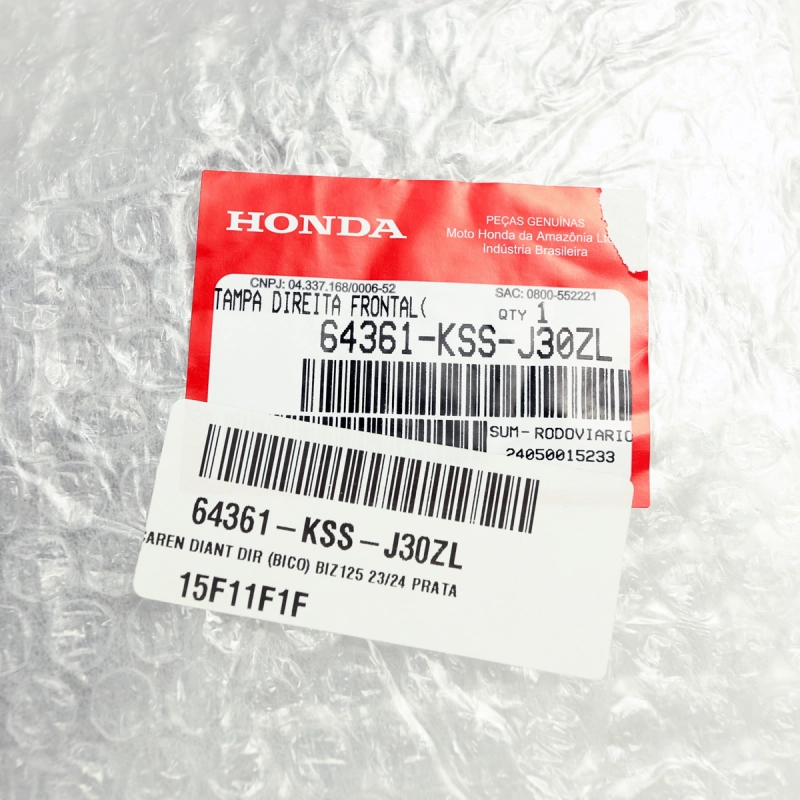 HONDA
PEÇAS GENUÍNAS
Moto Honda da Amazônia
Indústria Brasileira
CNPJ: 04.337.168/0006-52
SAC: 0800-552221
TAMPA DIREITA FRONTAL(
QTY 1
64361-KSS-J30ZL
SUM-RODOVIARIO
24050015233
64361-KSS-J30ZL
CAREN DIANT DIR (BICO) BIZ125 23/24 PRATA
15F11F1F